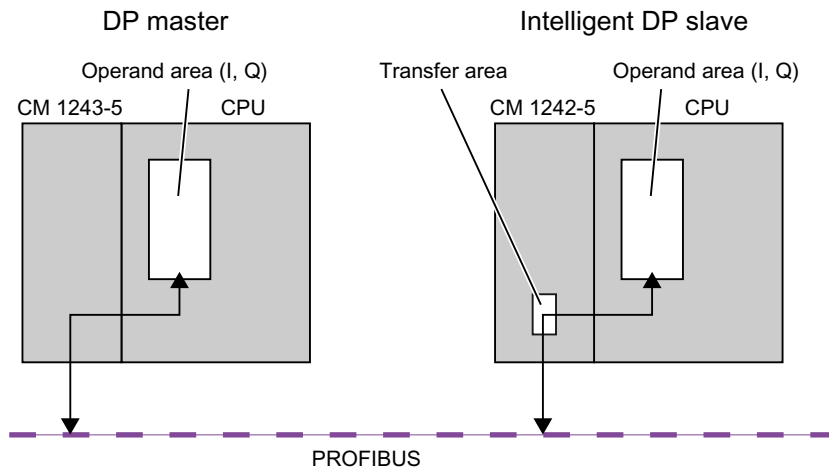 DP master
Intelligent DP slave
Operand area (I, Q)
Transfer area
Operand area (I, Q)
CM 1243-5
CPU
CM 1242-5
CPU
PROFIBUS